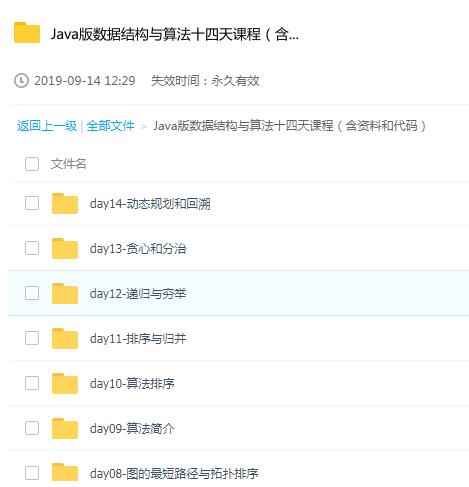 Java版数据结构与算法十四天课程（含...
2019-09-14 12:29 失效时间：永久有效
返回上一级 | 全部文件 > Java版数据结构与算法十四天课程（含资料和代码）
文件名
day14-动态规划和回溯
day13-贪心和分治
day12-递归与穷举
day11-排序与归并
day10-算法排序
day09-算法简介
day08-图的最短路径与拓扑排序